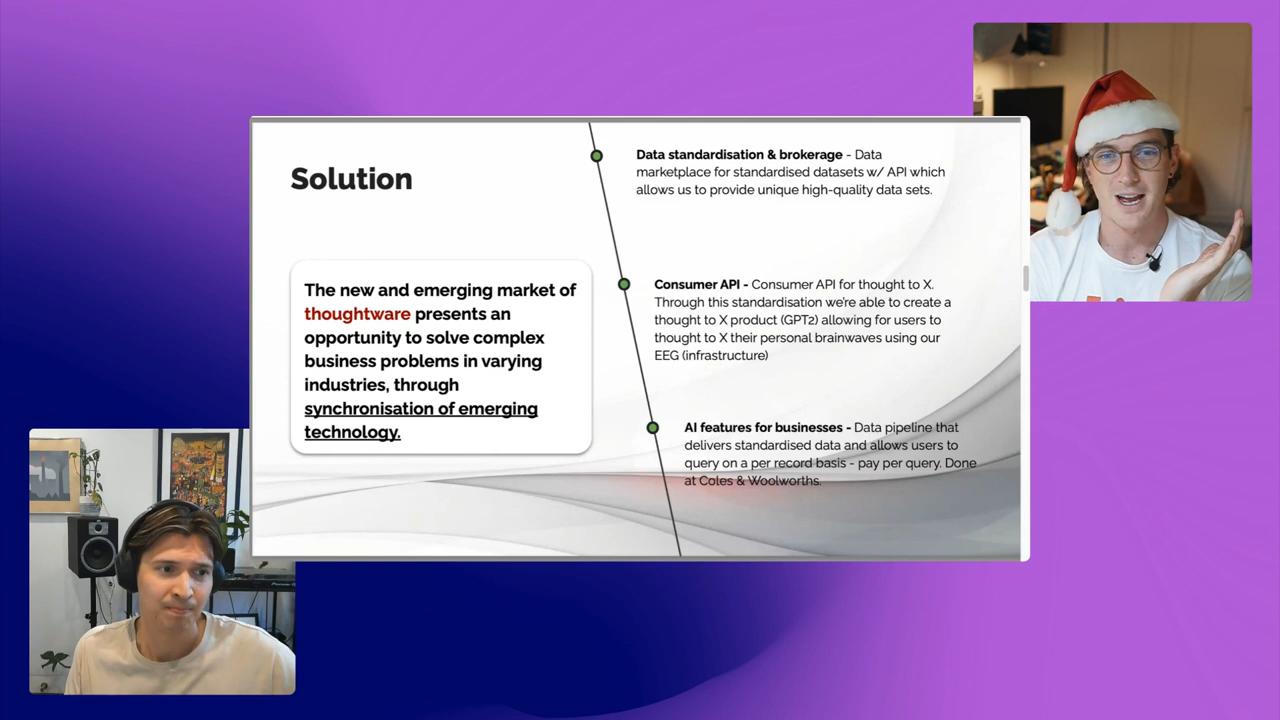 Solution
The new and emerging market of
thoughtware presents an
opportunity to solve complex
business problems in varying
industries, through
synchronisation of emerging
technology.
Data standardisation & brokerage - Data
marketplace for standardised datasets w/ API which
allows us to provide unique high-quality data sets.
Consumer API - Consumer API for thought to X.
Through this standardisation we're able to create a
thought to X product (GPT2) allowing for users to
thought to X their personal brainwaves using our
EEG (infrastructure)
AI features for businesses - Data pipeline that
delivers standardised data and allows users to
query on a per record basis - pay per query. Done
at Coles & Woolworths.